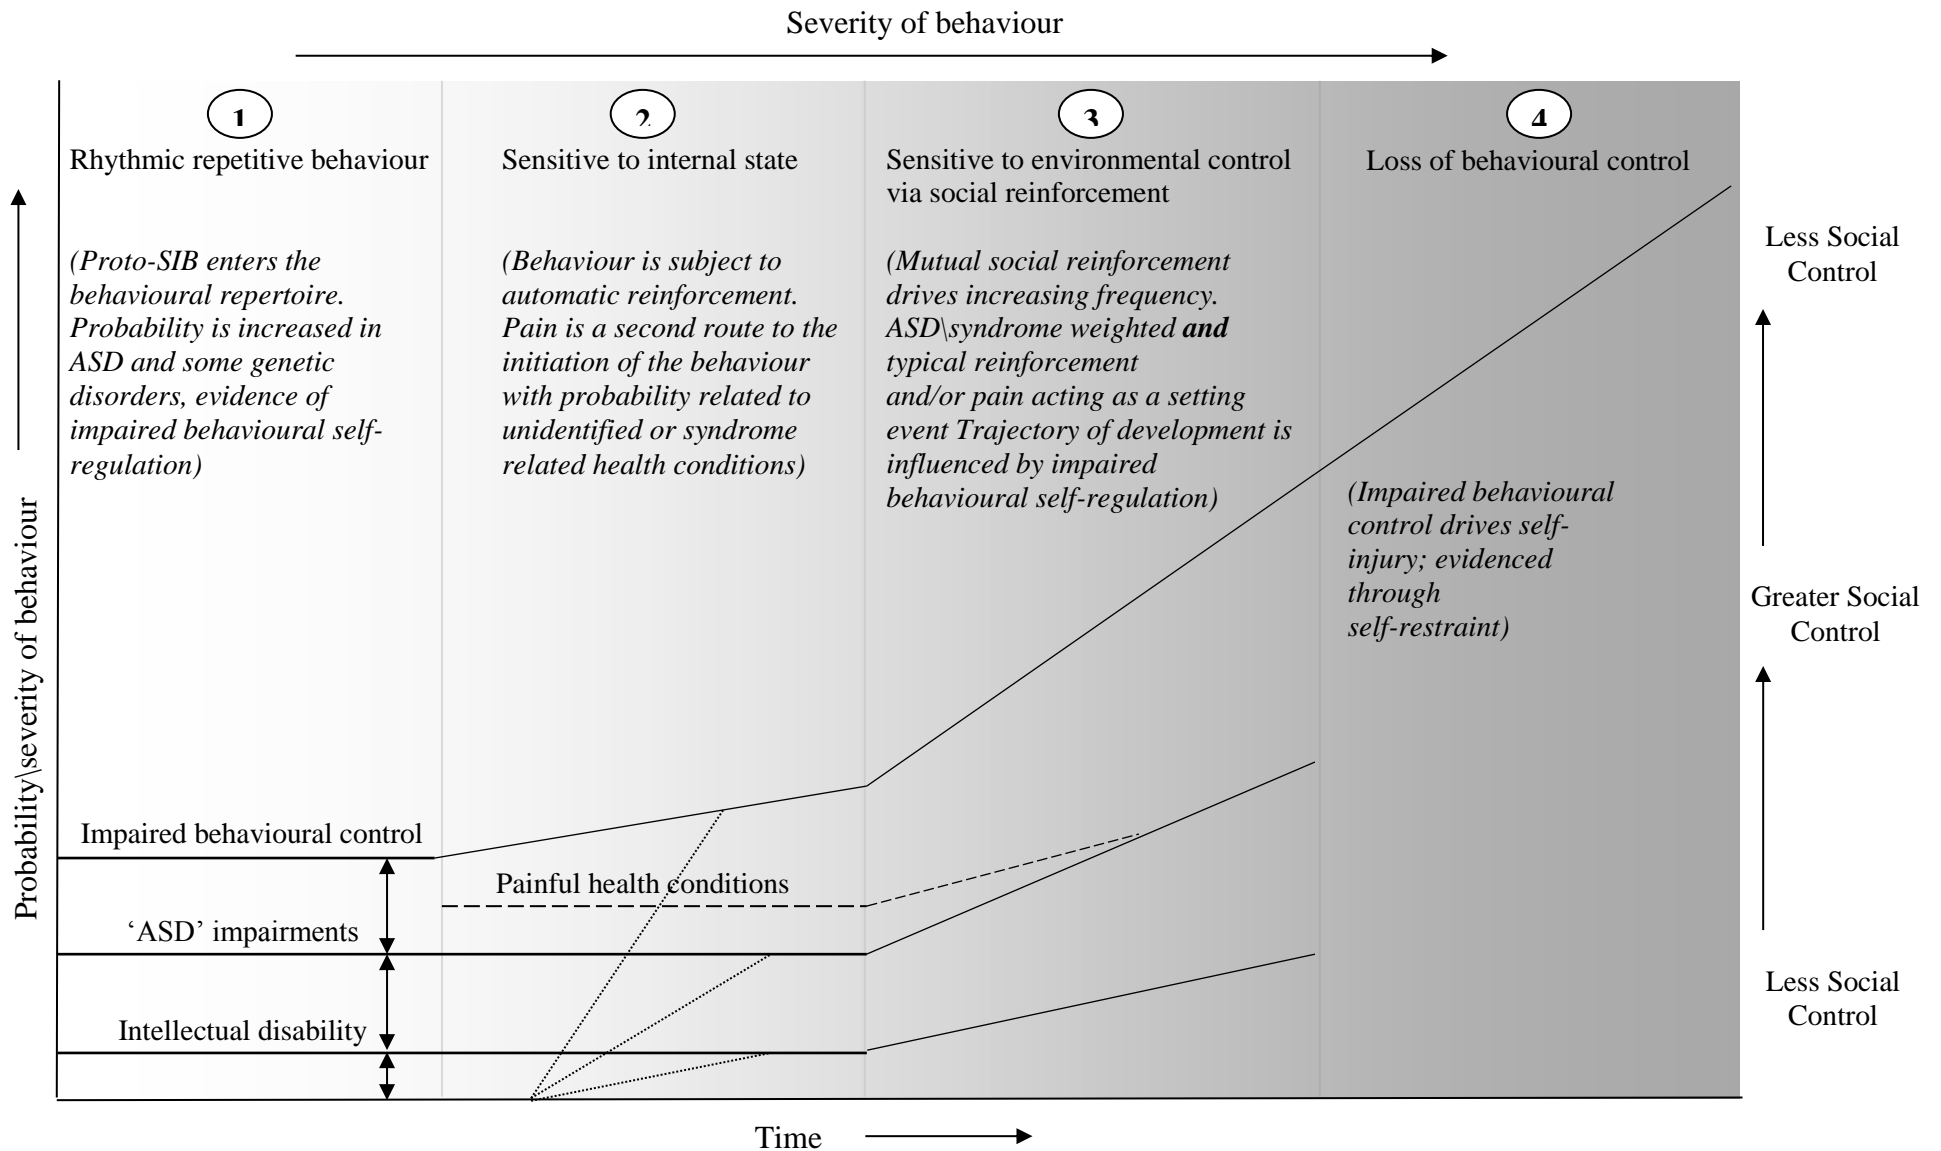 Severity of behaviour
1
2
3
4
Rhythmic repetitive behaviour
(Proto-SIB enters the
behavioural repertoire.
Probability is increased in
ASD and some genetic
disorders, evidence of
impaired behavioural self-
regulation)
Sensitive to internal state
(Behaviour is subject to
automatic reinforcement.
Pain is a second route to the
initiation of the behaviour
with probability related to
unidentified or syndrome
related health conditions)
Sensitive to environmental control
via social reinforcement
(Mutual social reinforcement
drives increasing frequency.
ASD\syndrome weighted and
typical reinforcement
and/or pain acting as a setting
event Trajectory of development is
influenced by impaired
behavioural self-regulation)
Loss of behavioural control
(Impaired behavioural
control drives self-
injury; evidenced
through
self-restraint)
Less Social
Control
Greater Social
Control
Less Social
Control
Probability\severity of behaviour
Impaired behavioural control
Painful health conditions
‘ASD’ impairments
Intellectual disability
Time